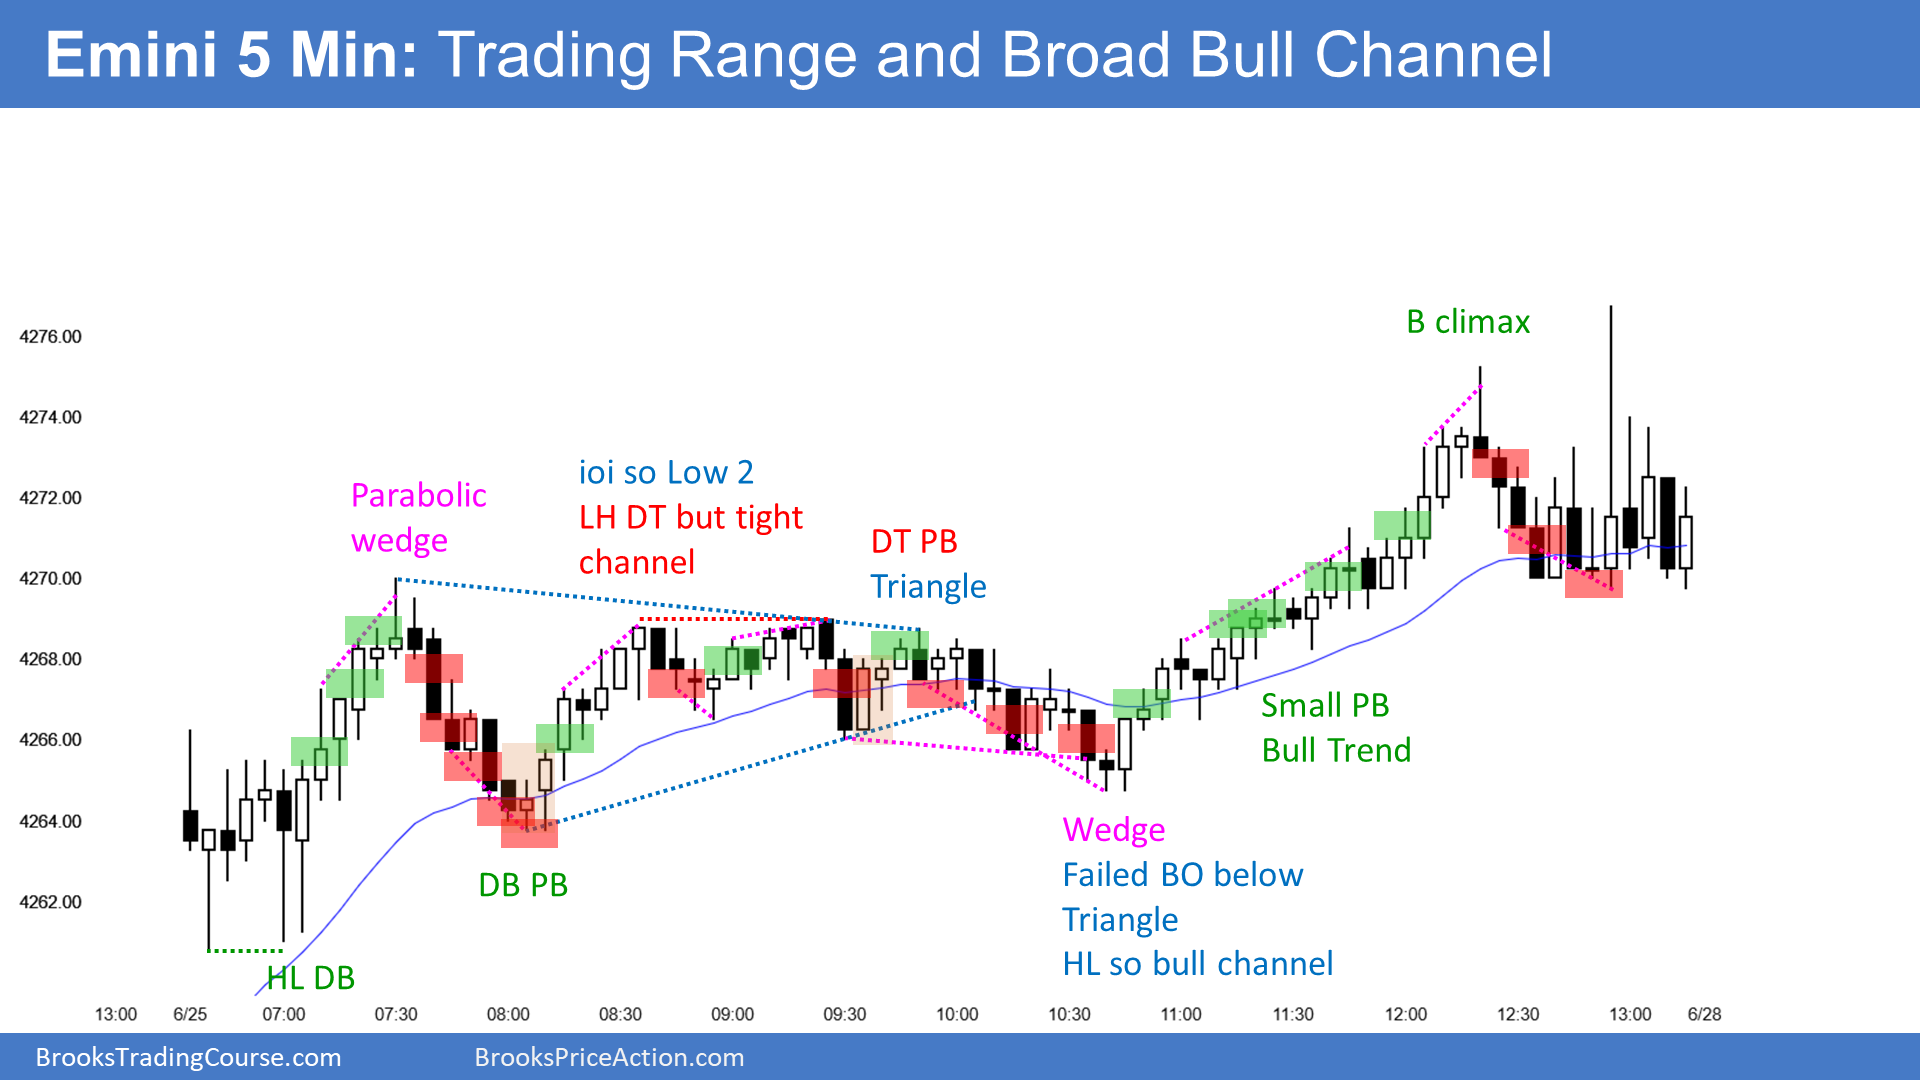 Emini 5 Min: Trading Range and Broad Bull Channel
B climax
4276.00
4274.00
ioi so Low 2
Parabolic
wedge
4272.00
LH DT but tight
channel
DT PB
Triangle
4270.00
4268.00
Small PB
Bull Trend
4266.00
4264.00
Wedge
Failed BO below
Triangle
HL so bull channel
DB PB
4262.00
HL DB
13:00 6/25 07:00 07:30 08:00 08:30 09:00 09:30 10:00 10:30 11:00 11:30 12:00 12:30 13:00 6/28
BrooksTradingCourse.com BrooksPriceAction.com